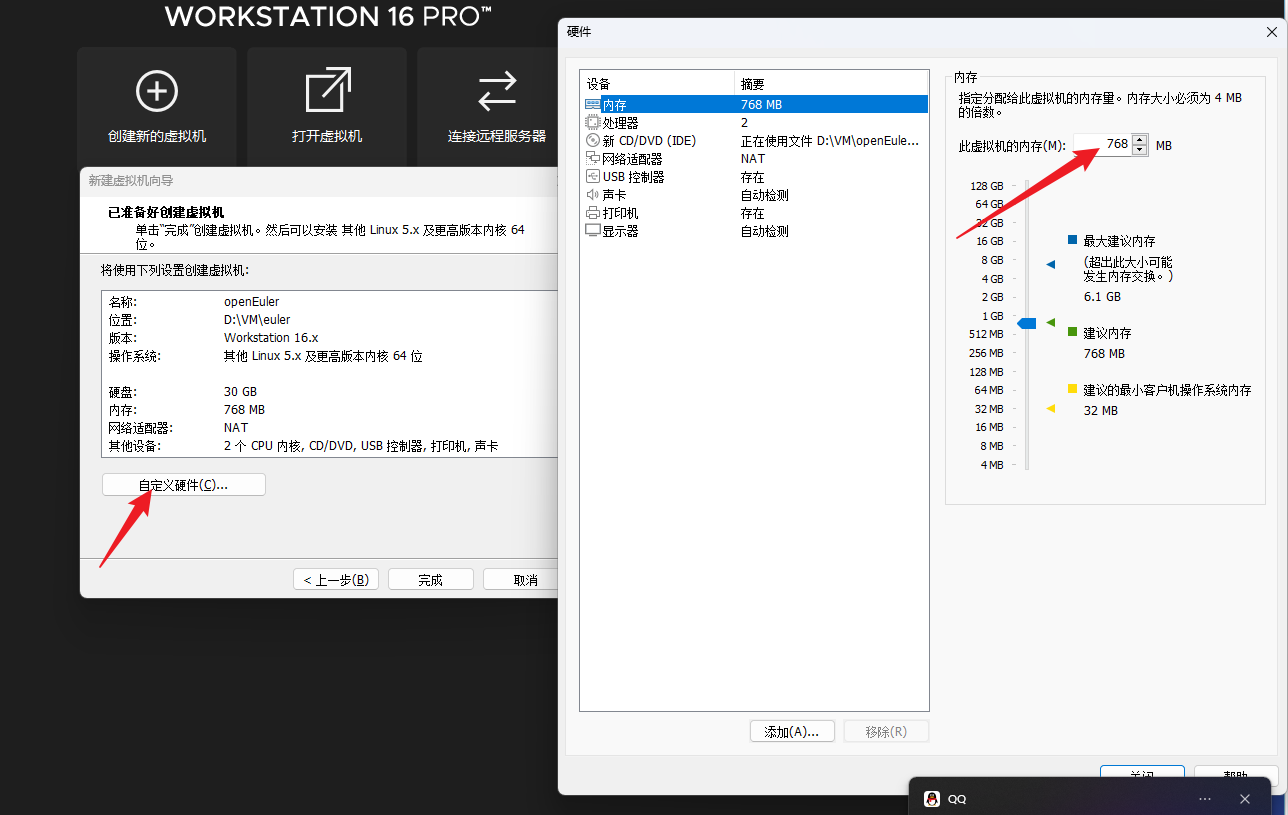 WORKSTATION 16 PRO™
创建新的虚拟机
打开虚拟机
连接远程服务器
新建虚拟机向导
已准备好创建虚拟机
单击"完成"创建虚拟机。然后可以安装 其他 Linux 5.x 及更高版本内核 64
位。
将使用下列设置创建虚拟机:
名称: openEuler
位置: D:\VM\euler
版本: Workstation 16.x
操作系统: 其他 Linux 5.x 及更高版本内核 64 位
硬盘: 30 GB
内存: 768 MB
网络适配器: NAT
其他设备: 2 个 CPU 内核, CD/DVD, USB 控制器, 打印机, 声卡
自定义硬件(C)...
< 上一步(B)
完成
取消
硬件
设备 摘要
内存 768 MB
处理器 2
新 CD/DVD (IDE) 正在使用文件 D:\VM\openEule...
网络适配器 NAT
USB 控制器 存在
声卡 自动检测
打印机 存在
显示器 自动检测
添加(A)...
移除(R)
内存
指定分配给此虚拟机的内存量。内存大小必须为 4 MB
的倍数。
此虚拟机的内存(M): 768 MB
128 GB
64 GB
32 GB
16 GB
8 GB
4 GB
2 GB
1 GB
512 MB
256 MB
128 MB
64 MB
32 MB
16 MB
8 MB
4 MB
最大建议内存
(超出此大小可能
发生内存交换。)
6.1 GB
建议内存
768 MB
建议的最小客户机操作系统内存
32 MB
关闭
帮助
QQ